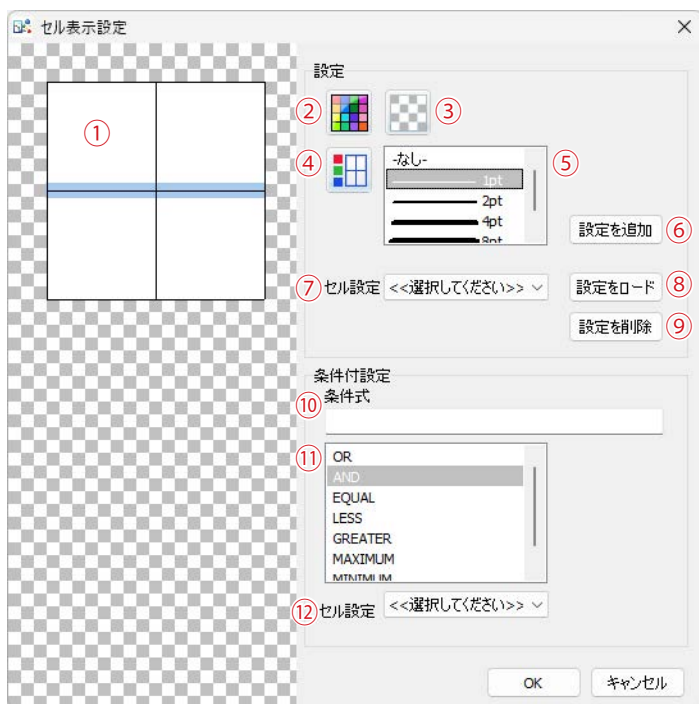 セル表示設定
設定
①
②
③
④
-なし-
⑤
1pt
2pt
4pt
8pt
設定を追加 ⑥
⑦ セル設定 <<選択してください>>
設定をロード ⑧
設定を削除 ⑨
条件付設定
⑩ 条件式
⑪ OR
AND
EQUAL
LESS
GREATER
MAXIMUM
MINIMUM
⑫ セル設定 <<選択してください>>
OK キャンセル